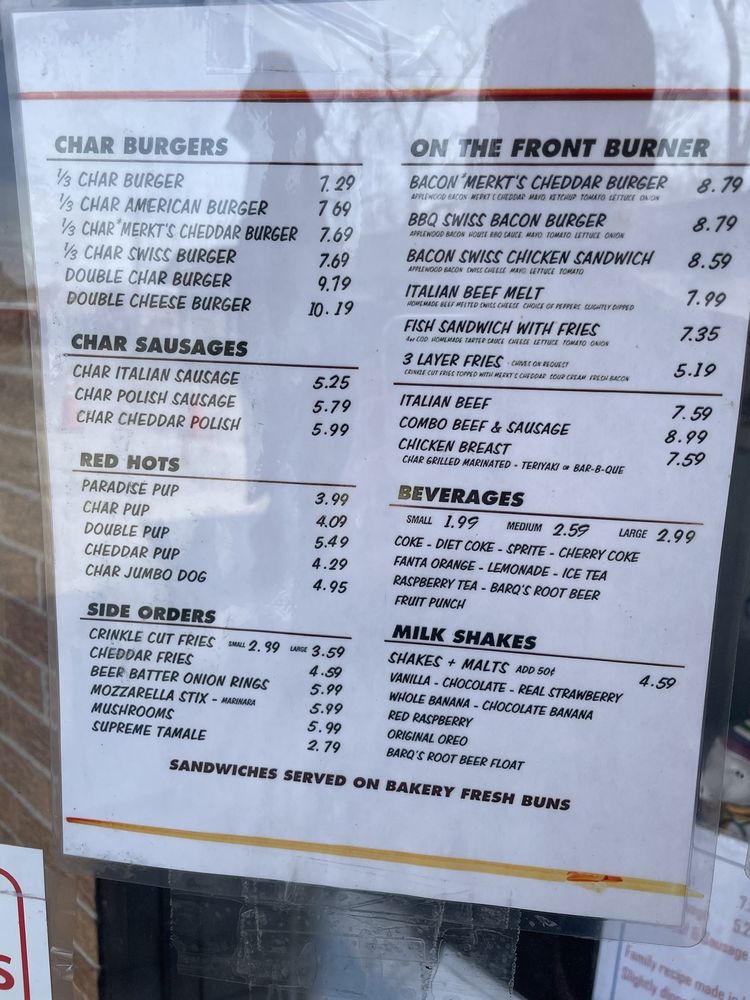 CHAR BURGERS
1/3 CHAR BURGER 7.29
1/3 CHAR AMERICAN BURGER 7.69
1/3 CHAR*MERKT'S CHEDDAR BURGER 7.69
1/3 CHAR SWISS BURGER 7.69
DOUBLE CHAR BURGER 9.79
DOUBLE CHEESE BURGER 10.19
CHAR SAUSAGES
CHAR ITALIAN SAUSAGE 5.25
CHAR POLISH SAUSAGE 5.79
CHAR CHEDDAR POLISH 5.99
RED HOTS
PARADISE PUP 3.99
CHAR PUP 4.09
DOUBLE PUP 5.49
CHEDDAR PUP 4.29
CHAR JUMBO DOG 4.95
SIDE ORDERS
CRINKLE CUT FRIES SMALL 2.99 LARGE 3.59
CHEDDAR FRIES 4.59
BEER BATTER ONION RINGS 5.99
MOZZARELLA STIX - MARINARA 5.99
MUSHROOMS 5.99
SUPREME TAMALE 2.79
ON THE FRONT BURNER
BACON*MERKT'S CHEDDAR BURGER 8.79
APPLEWOOD BACON MERKT'S CHEDDAR MAYO KETCHUP TOMATO LETTUCE ONION
BBQ SWISS BACON BURGER 8.79
APPLEWOOD BACON HOUSE BBQ SAUCE MAYO TOMATO LETTUCE ONION
BACON SWISS CHICKEN SANDWICH 8.59
APPLEWOOD BACON SWISS CHEESE MAYO LETTUCE TOMATO
ITALIAN BEEF MELT 7.99
HOMEMADE BEEF MELTED SWISS CHEESE CHOICE OF PEPPERS SLIGHTLY DIPPED
FISH SANDWICH WITH FRIES 7.35
4oz COD HOMEMADE TARTER SAUCE CHEESE LETTUCE TOMATO ONION
3 LAYER FRIES - CHIVES ON REQUEST 5.19
CRINKLE CUT FRIES TOPPED WITH MERKT'S CHEDDAR SOUR CREAM FRESH BACON
ITALIAN BEEF 7.59
COMBO BEEF & SAUSAGE 8.99
CHICKEN BREAST 7.59
CHAR GRILLED MARINATED - TERIYAKI or BAR-B-QUE
BEVERAGES
SMALL 1.99 MEDIUM 2.59 LARGE 2.99
COKE - DIET COKE - SPRITE - CHERRY COKE
FANTA ORANGE - LEMONADE - ICE TEA
RASPBERRY TEA - BARQ'S ROOT BEER
FRUIT PUNCH
MILK SHAKES
SHAKES + MALTS ADD 50¢ 4.59
VANILLA - CHOCOLATE - REAL STRAWBERRY
WHOLE BANANA - CHOCOLATE BANANA
RED RASPBERRY
ORIGINAL OREO
BARQ'S ROOT BEER FLOAT
SANDWICHES SERVED ON BAKERY FRESH BUNS
S
Sausage
Family recipe made
Slightly